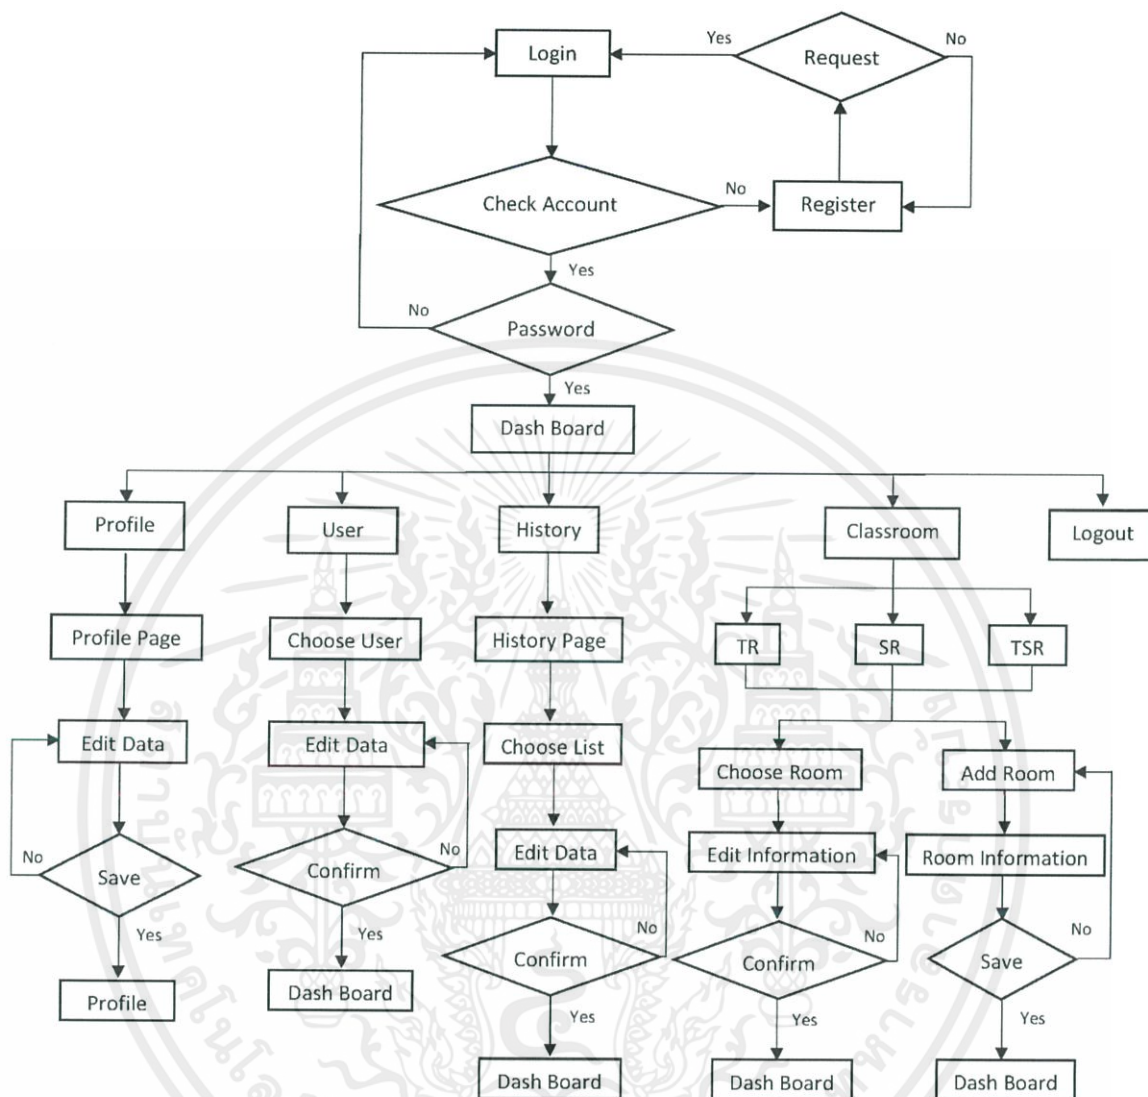 Yes
No
Login
Request
No
Check Account
Register
Yes
No
Password
Yes
Dash Board
Profile
User
History
Classroom
Logout
Profile Page
Choose User
History Page
TR
SR
TSR
Edit Data
Edit Data
Choose List
Choose Room
Add Room
No
Save
No
Confirm
Edit Data
Edit Information
Room Information
Yes
Yes
No
Confirm
No
Confirm
No
Save
Profile
Dash Board
Yes
Yes
Yes
Dash Board
Dash Board
Dash Board